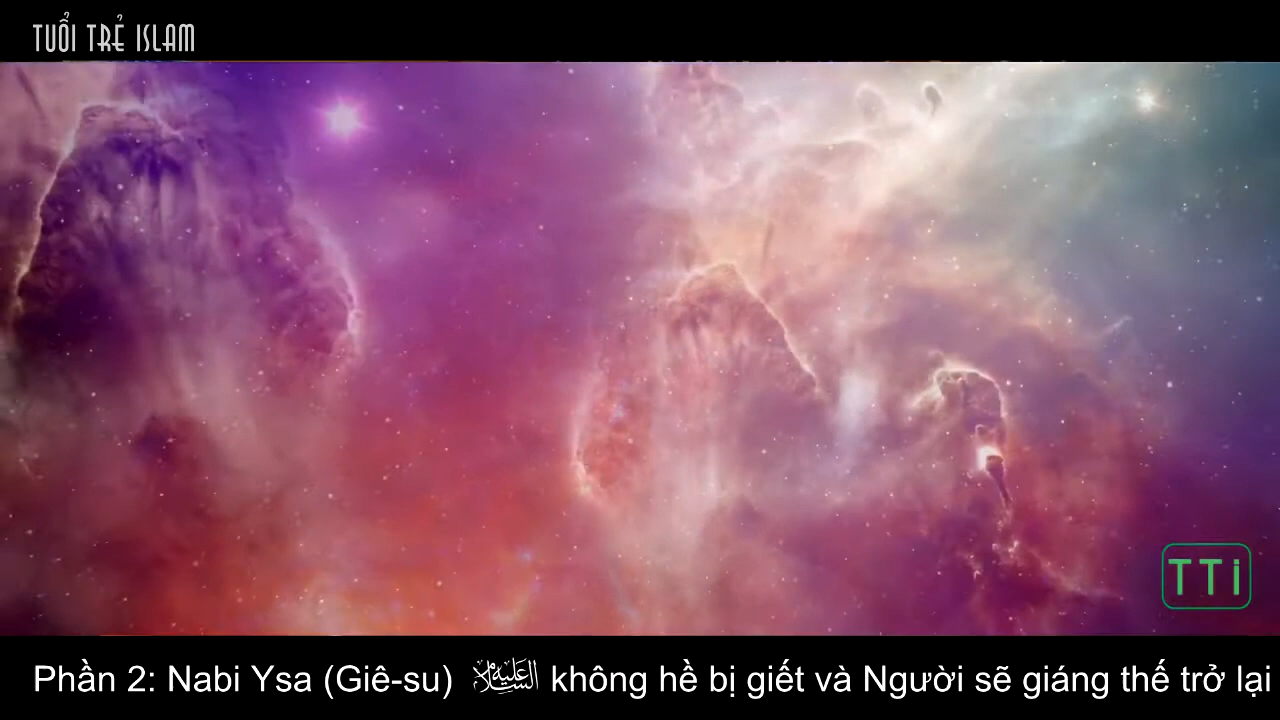 TUỔI TRẺ ISLAM
TTi
Phần 2: Nabi Ysa (Giê-su) عليه السلام không hề bị giết và Người sẽ giáng thế trở lại